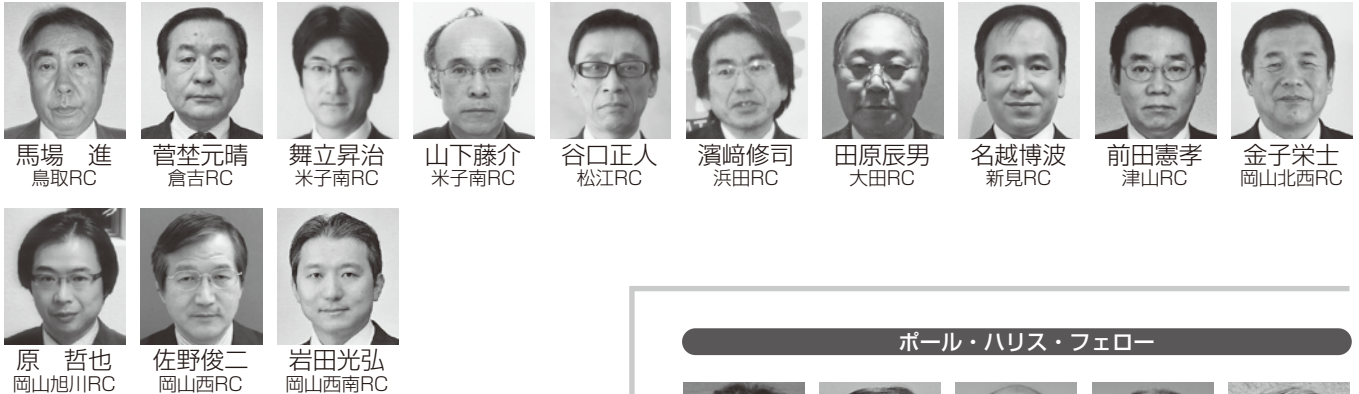 馬場　進
鳥取RC
菅埜元晴
倉吉RC
舞立昇治
米子南RC
山下藤介
米子南RC
谷口正人
松江RC
濱﨑修司
浜田RC
田原辰男
大田RC
名越博波
新見RC
前田憲孝
津山RC
金子栄士
岡山北西RC
原　哲也
岡山旭川RC
佐野俊二
岡山西RC
岩田光弘
岡山西南RC
ポール・ハリス・フェロー